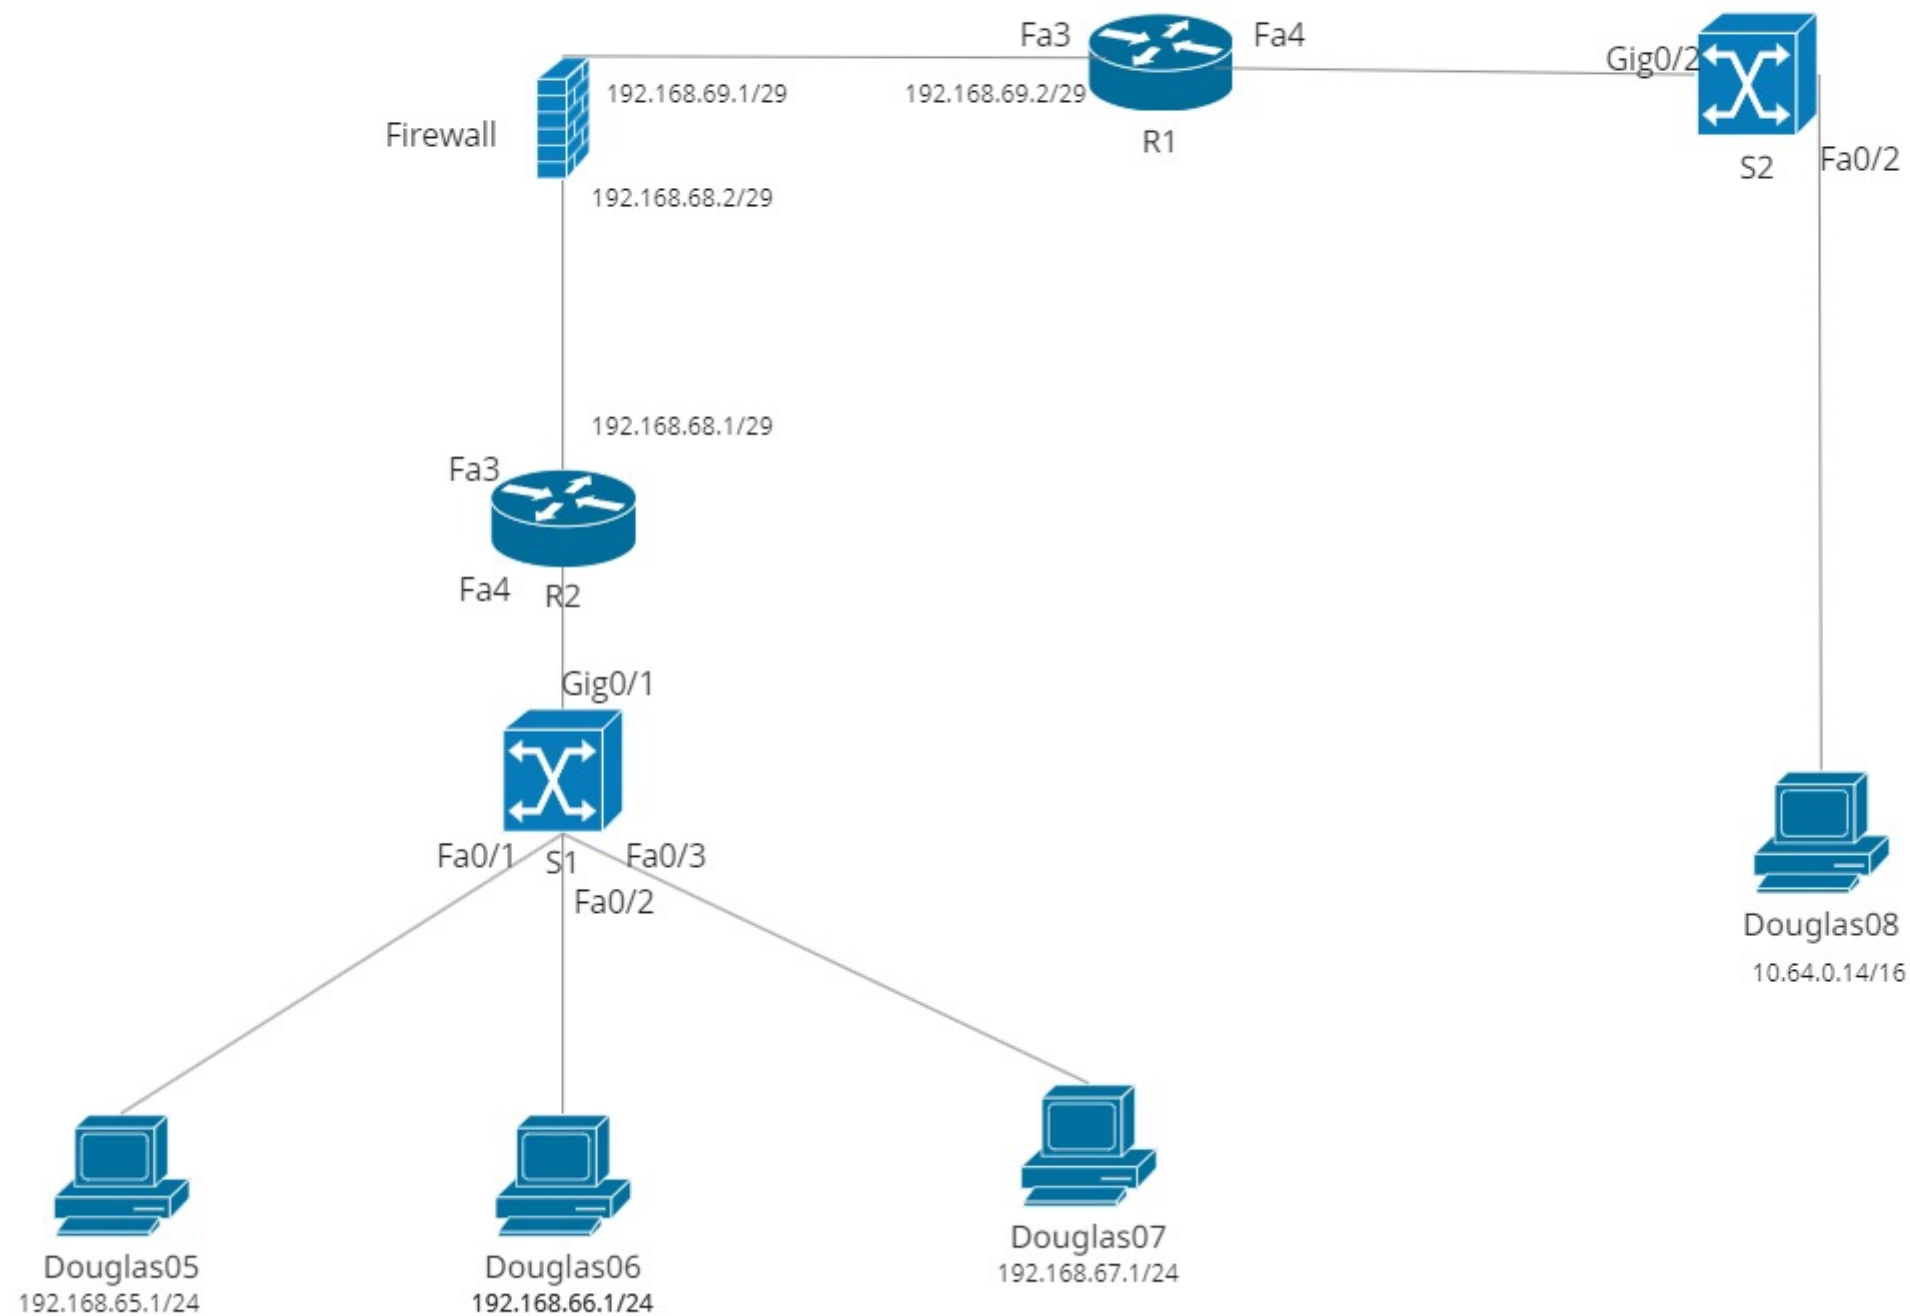 Fa3
Fa4
Gig0/2
192.168.69.1/29
192.168.69.2/29
Firewall
R1
S2
Fa0/2
192.168.68.2/29
192.168.68.1/29
Fa3
Fa4
R2
Gig0/1
Fa0/1
S1
Fa0/3
Fa0/2
Douglas08
10.64.0.14/16
Douglas05
192.168.65.1/24
Douglas06
192.168.66.1/24
Douglas07
192.168.67.1/24